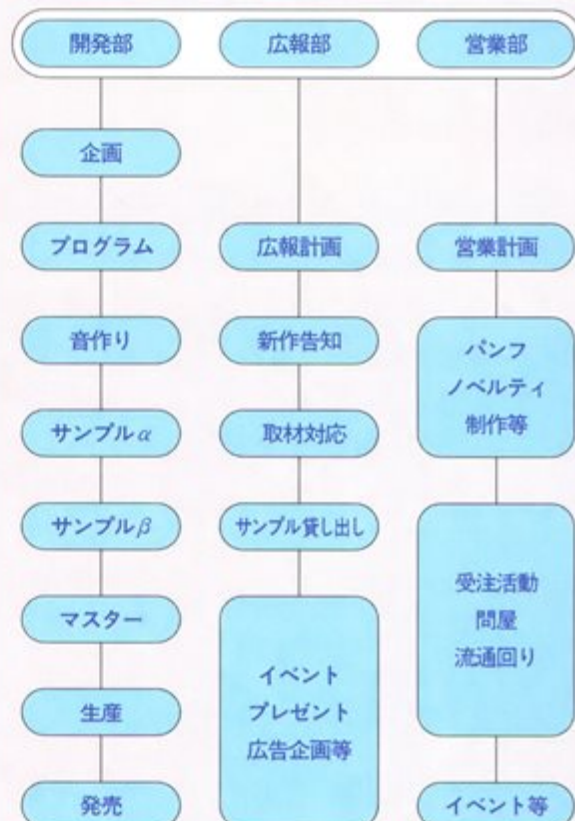 開発部
広報部
営業部
企画
プログラム
広報計画
営業計画
音作り
新作告知
パンフ
ノベルティ
制作等
サンプルα
取材対応
サンプルβ
サンプル貸し出し
受注活動
問屋
流通回り
マスター
イベント
プレゼント
広告企画等
生産
発売
イベント等